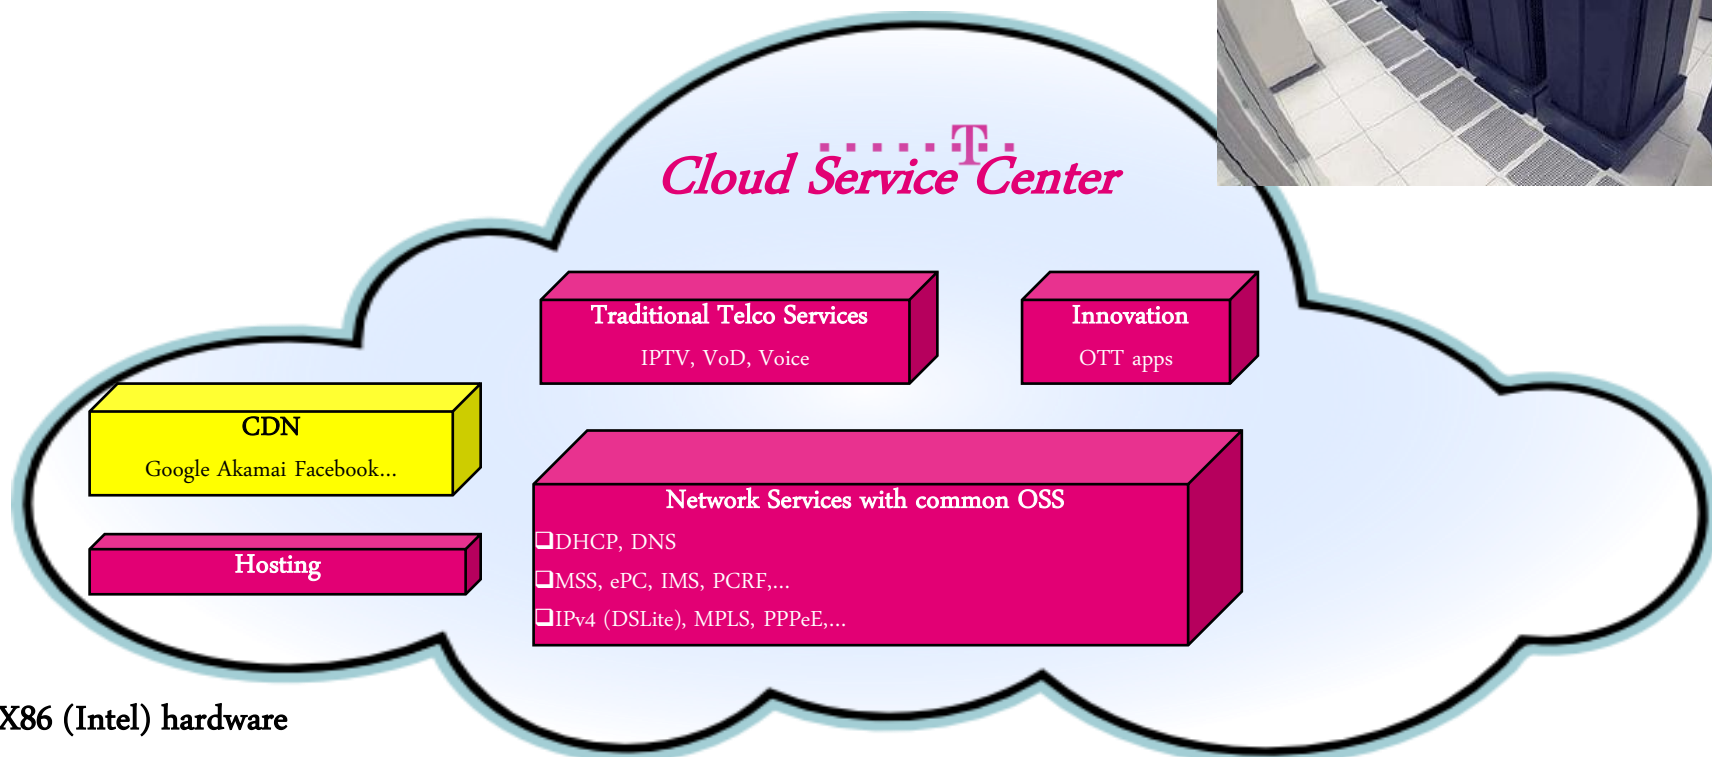 T
Cloud Service Center
Traditional Telco Services
IPTV, VoD, Voice
Innovation
OTT apps
CDN
Google Akamai Facebook...
Network Services with common OSS
❑DHCP, DNS
❑MSS, ePC, IMS, PCRF,...
❑IPv4 (DSLite), MPLS, PPPeE,...
Hosting
X86 (Intel) hardware